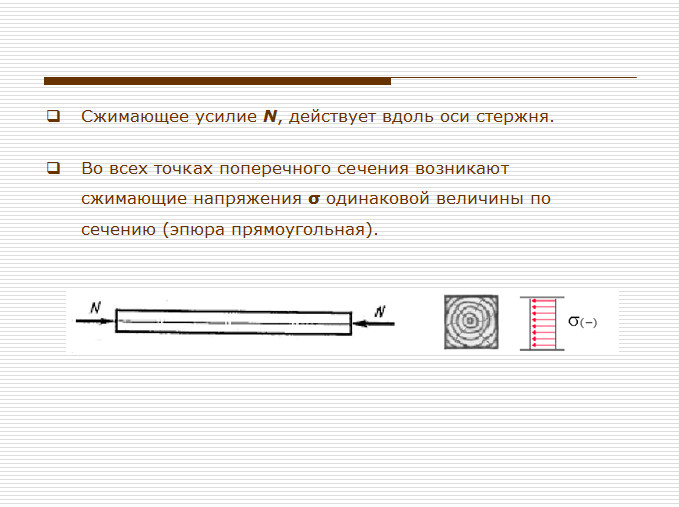 Сжимающее усилие N, действует вдоль оси стержня.
Во всех точках поперечного сечения возникают
сжимающие напряжения σ одинаковой величины по
сечению (эпюра прямоугольная).
N
N
σ(−)